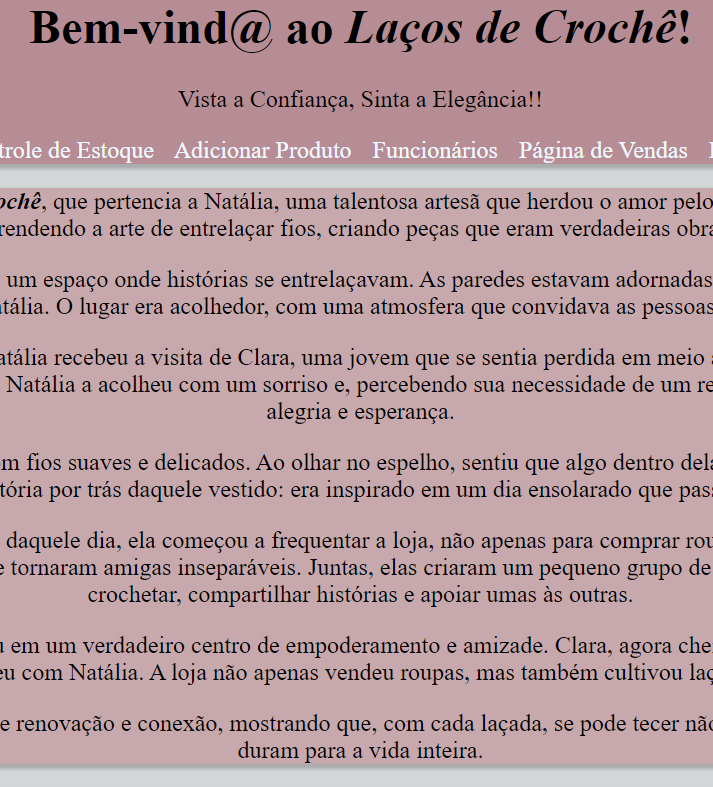 Bem-vind@ ao Laços de Crochê!
Vista a Confiança, Sinta a Elegância!!
trole de Estoque Adicionar Produto Funcionários Página de Vendas
ochê, que pertencia a Natália, uma talentosa artesã que herdou o amor pelo
rendendo a arte de entrelaçar fios, criando peças que eram verdadeiras obra
um espaço onde histórias se entrelaçavam. As paredes estavam adornadas
atália. O lugar era acolhedor, com uma atmosfera que convidava as pessoas
atália recebeu a visita de Clara, uma jovem que se sentia perdida em meio a
Natália a acolheu com um sorriso e, percebendo sua necessidade de um re
alegria e esperança.
m fios suaves e delicados. Ao olhar no espelho, sentiu que algo dentro dela
tória por trás daquele vestido: era inspirado em um dia ensolarado que pas
daquele dia, ela começou a frequentar a loja, não apenas para comprar rou
e tornaram amigas inseparáveis. Juntas, elas criaram um pequeno grupo de
crochetar, compartilhar histórias e apoiar umas às outras.
u em um verdadeiro centro de empoderamento e amizade. Clara, agora che
eu com Natália. A loja não apenas vendeu roupas, mas também cultivou laç
e renovação e conexão, mostrando que, com cada laçada, se pode tecer não
duram para a vida inteira.